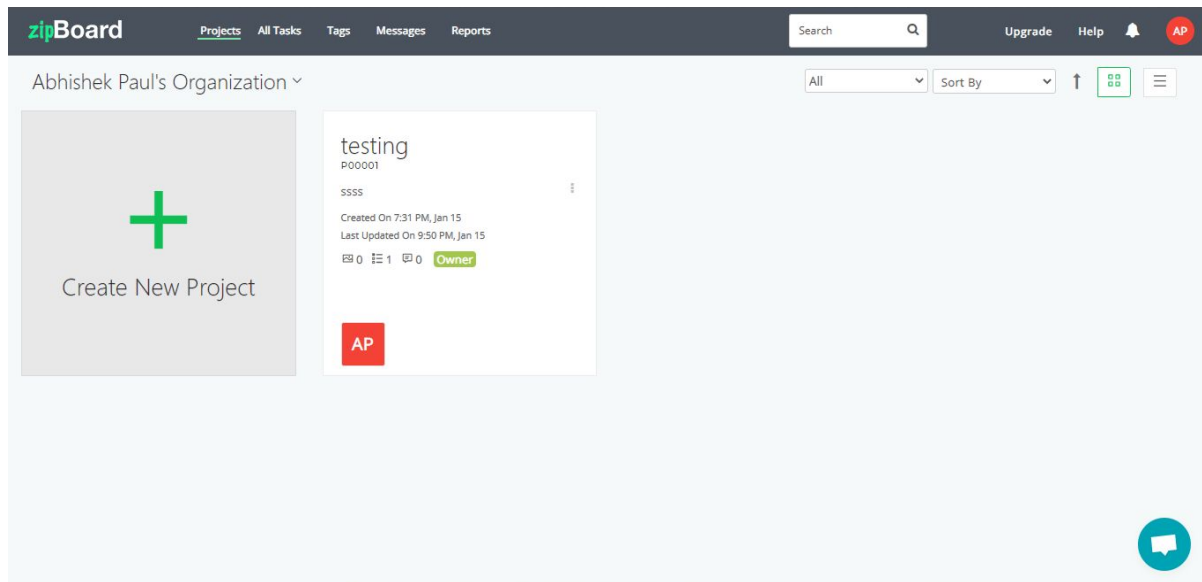 zipBoard Projects All Tasks Tags Messages Reports Search Upgrade Help AP
Abhishek Paul's Organization All Sort By
Create New Project
testing
P00001
ssss
Created On 7:31 PM, Jan 15
Last Updated On 9:50 PM, Jan 15
0 1 0 Owner
AP